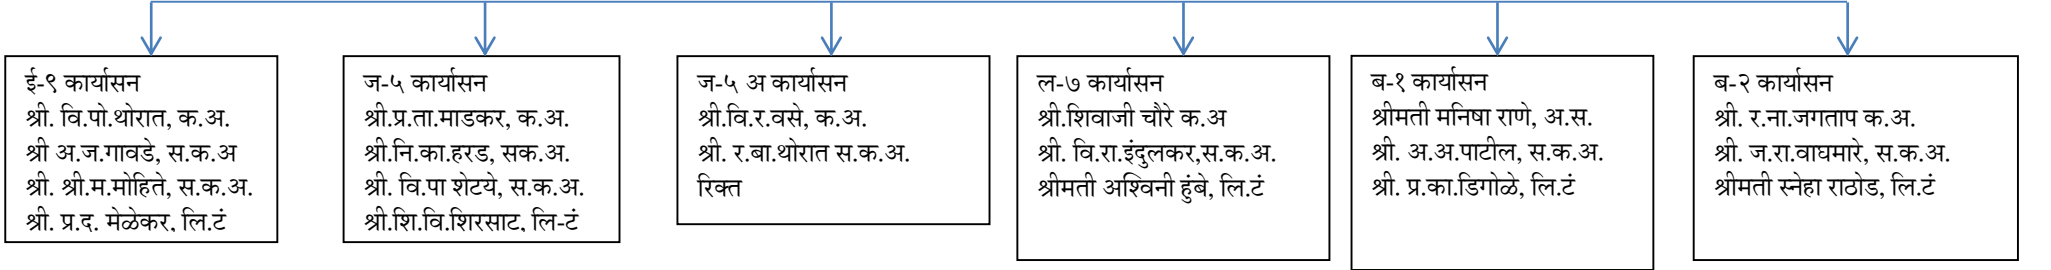 ई-९ कार्यासन
श्री. वि.पो.थोरात, क.अ.
श्री अ.ज.गावडे, स.क.अ
श्री. श्री.म.मोहिते, स.क.अ.
श्री. प्र.द. मेळेकर, लि.टं
ज-५ कार्यासन
श्री.प्र.ता.माडकर, क.अ.
श्री.नि.का.हरड, सक.अ.
श्री. वि.पा शेटये, स.क.अ.
श्री.शि.वि.शिरसाट, लि-टं
ज-५ अ कार्यासन
श्री.वि.र.वसे, क.अ.
श्री. र.बा.थोरात स.क.अ.
रिक्त
ल-७ कार्यासन
श्री.शिवाजी चौरे क.अ
श्री. वि.रा.इंदुलकर,स.क.अ.
श्रीमती अश्विनी हुंबे, लि.टं
ब-१ कार्यासन
श्रीमती मनिषा राणे, अ.स.
श्री. अ.अ.पाटील, स.क.अ.
श्री. प्र.का.डिगोळे, लि.टं
ब-२ कार्यासन
श्री. र.ना.जगताप क.अ.
श्री. ज.रा.वाघमारे, स.क.अ.
श्रीमती स्नेहा राठोड, लि.टं